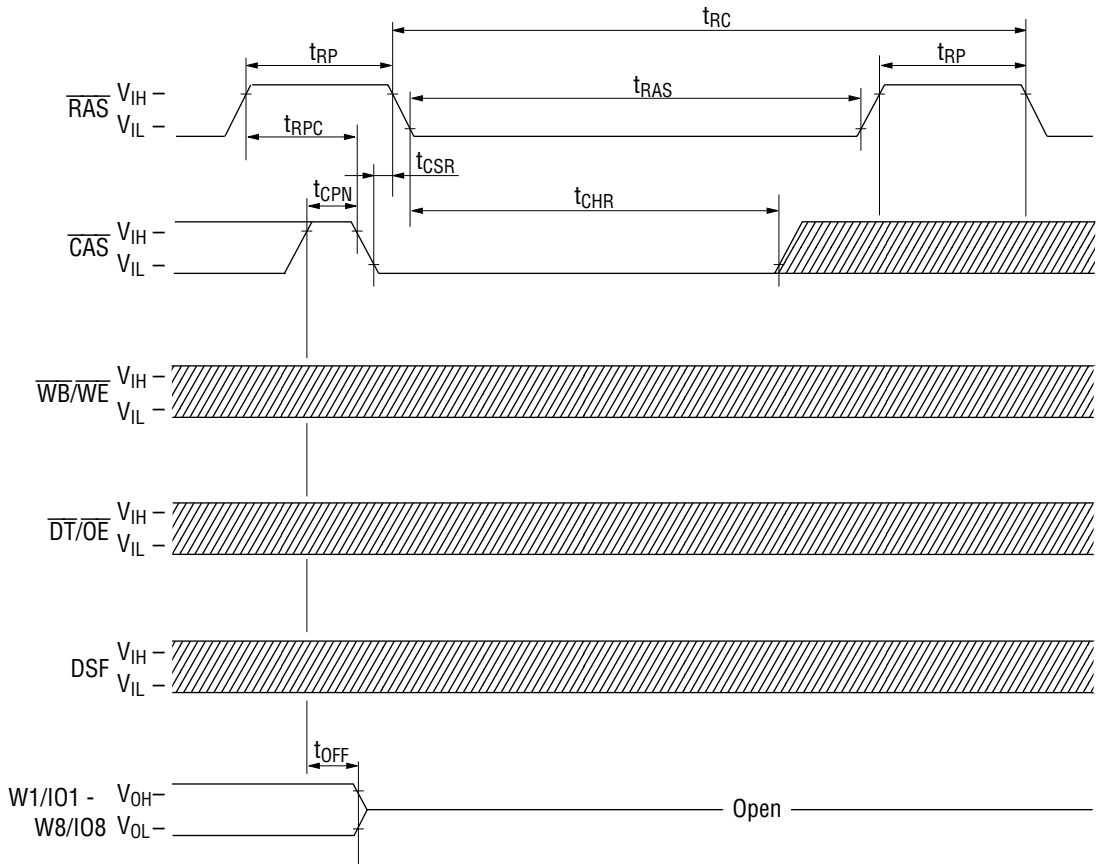 tRC
tRP
tRP
RAS
VIH
VIL
tRAS
tRPC
tCSR
tCPN
tCHR
CAS
VIH
VIL
WB/WE
VIH
VIL
DT/OE
VIH
VIL
DSF
VIH
VIL
tOFF
W1/IO1 -
VOH
Open
W8/IO8
VOL